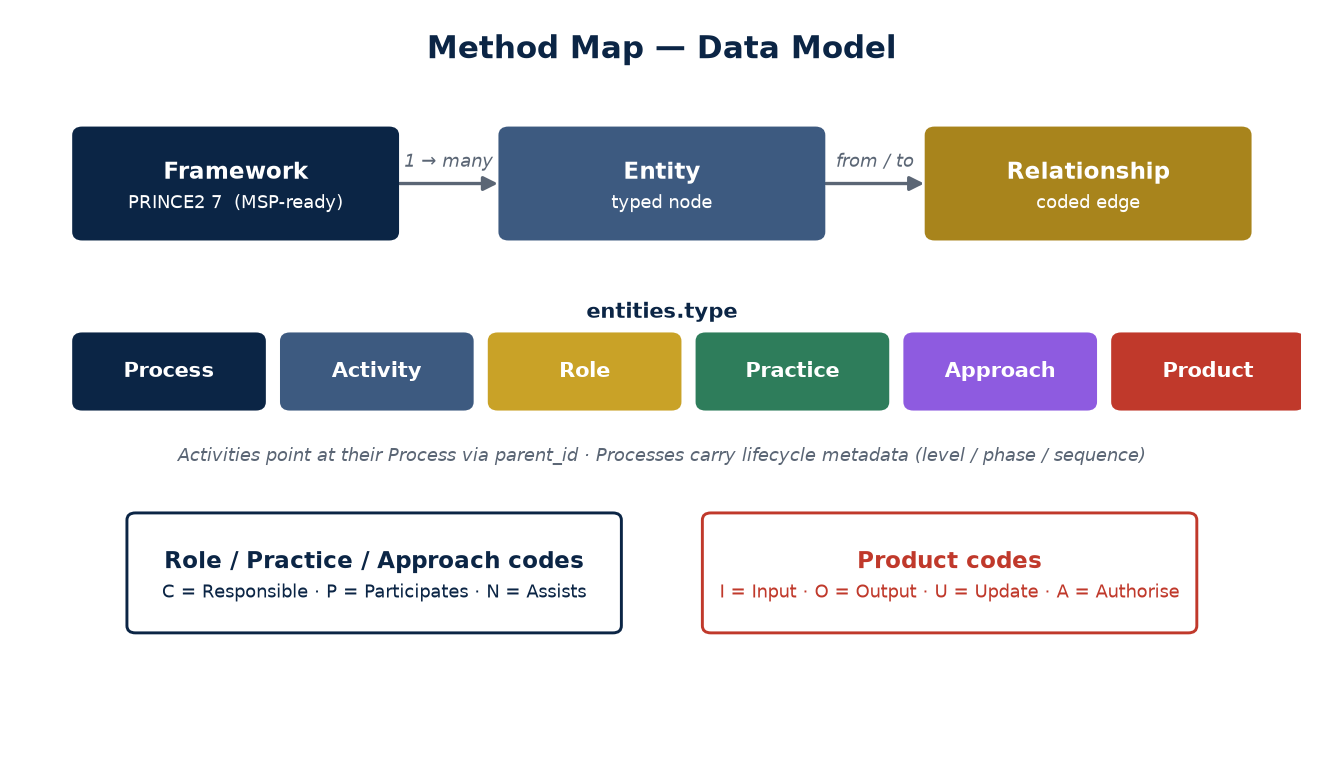 Method Map — Data Model
Framework
PRINCE2 7  (MSP-ready)
1 → many
Entity
typed node
from / to
Relationship
coded edge
entities.type
Process
Activity
Role
Practice
Approach
Product
Activities point at their Process via parent_id · Processes carry lifecycle metadata (level / phase / sequence)
Role / Practice / Approach codes
C = Responsible · P = Participates · N = Assists
Product codes
I = Input · O = Output · U = Update · A = Authorise